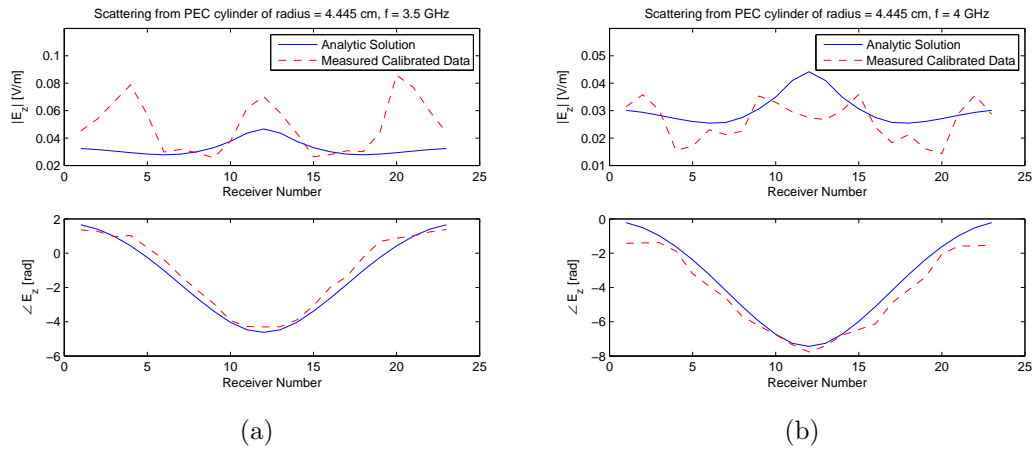 Scattering from PEC cylinder of radius = 4.445 cm, f = 3.5 GHz
Analytic Solution
Measured Calibrated Data
|E_z| [V/m]
0.1
0.08
0.06
0.04
0.02
0 5 10 15 20 25
Receiver Number
∠ E_z [rad]
2
0
−2
−4
−6
0 5 10 15 20 25
Receiver Number
(a)
Scattering from PEC cylinder of radius = 4.445 cm, f = 4 GHz
Analytic Solution
Measured Calibrated Data
|E_z| [V/m]
0.05
0.04
0.03
0.02
0.01
0 5 10 15 20 25
Receiver Number
∠ E_z [rad]
0
−2
−4
−6
−8
0 5 10 15 20 25
Receiver Number
(b)